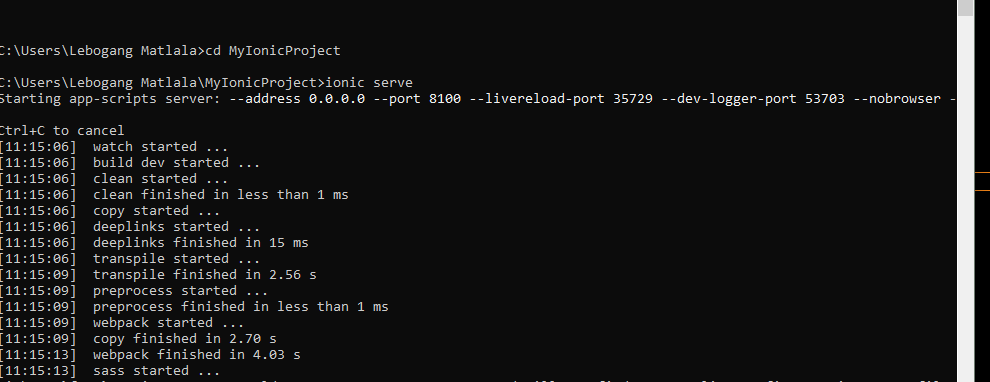 C:\Users\Lebogang Matlala>cd MyIonicProject
C:\Users\Lebogang Matlala\MyIonicProject>ionic serve
Starting app-scripts server: --address 0.0.0.0 --port 8100 --livereload-port 35729 --dev-logger-port 53703 --nobrowser -
Ctrl+C to cancel
[11:15:06]  watch started ...
[11:15:06]  build dev started ...
[11:15:06]  clean started ...
[11:15:06]  clean finished in less than 1 ms
[11:15:06]  copy started ...
[11:15:06]  deeplinks started ...
[11:15:06]  deeplinks finished in 15 ms
[11:15:06]  transpile started ...
[11:15:09]  transpile finished in 2.56 s
[11:15:09]  preprocess started ...
[11:15:09]  preprocess finished in less than 1 ms
[11:15:09]  webpack started ...
[11:15:09]  copy finished in 2.70 s
[11:15:13]  webpack finished in 4.03 s
[11:15:13]  sass started ...